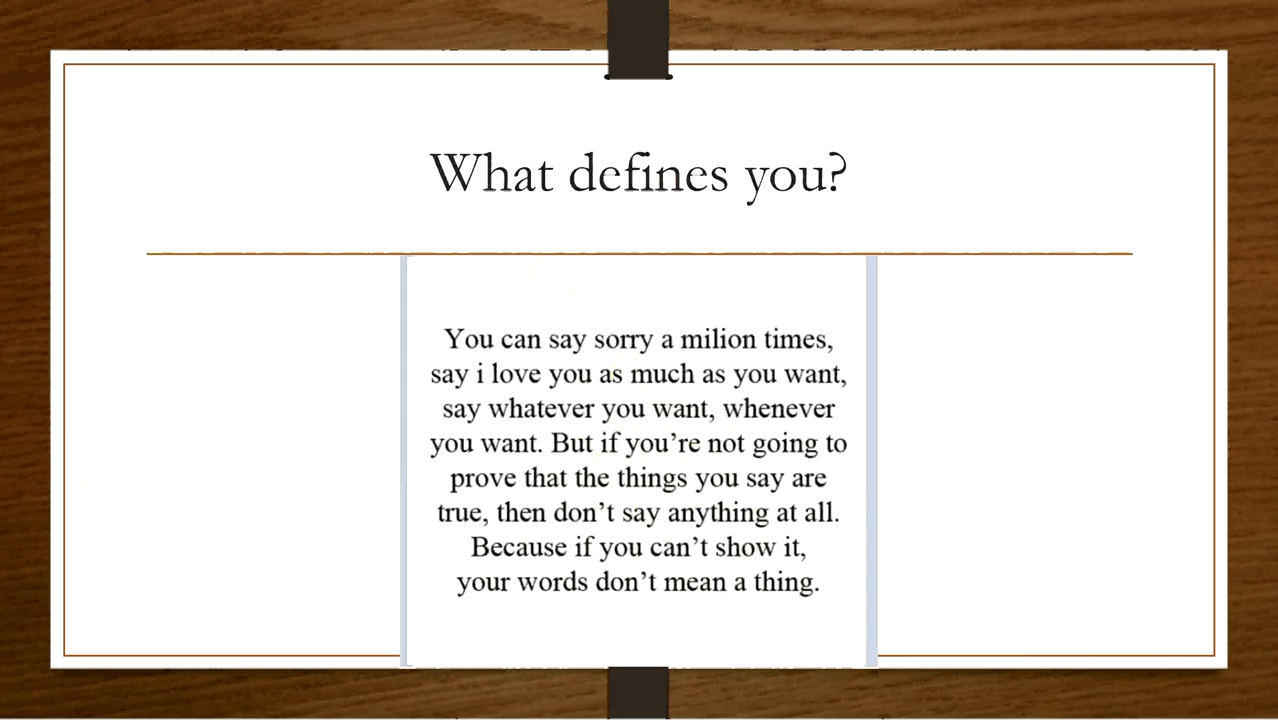 What defines you?
You can say sorry a milion times,
say i love you as much as you want,
say whatever you want, whenever
you want. But if you’re not going to
prove that the things you say are
true, then don’t say anything at all.
Because if you can’t show it,
your words don’t mean a thing.